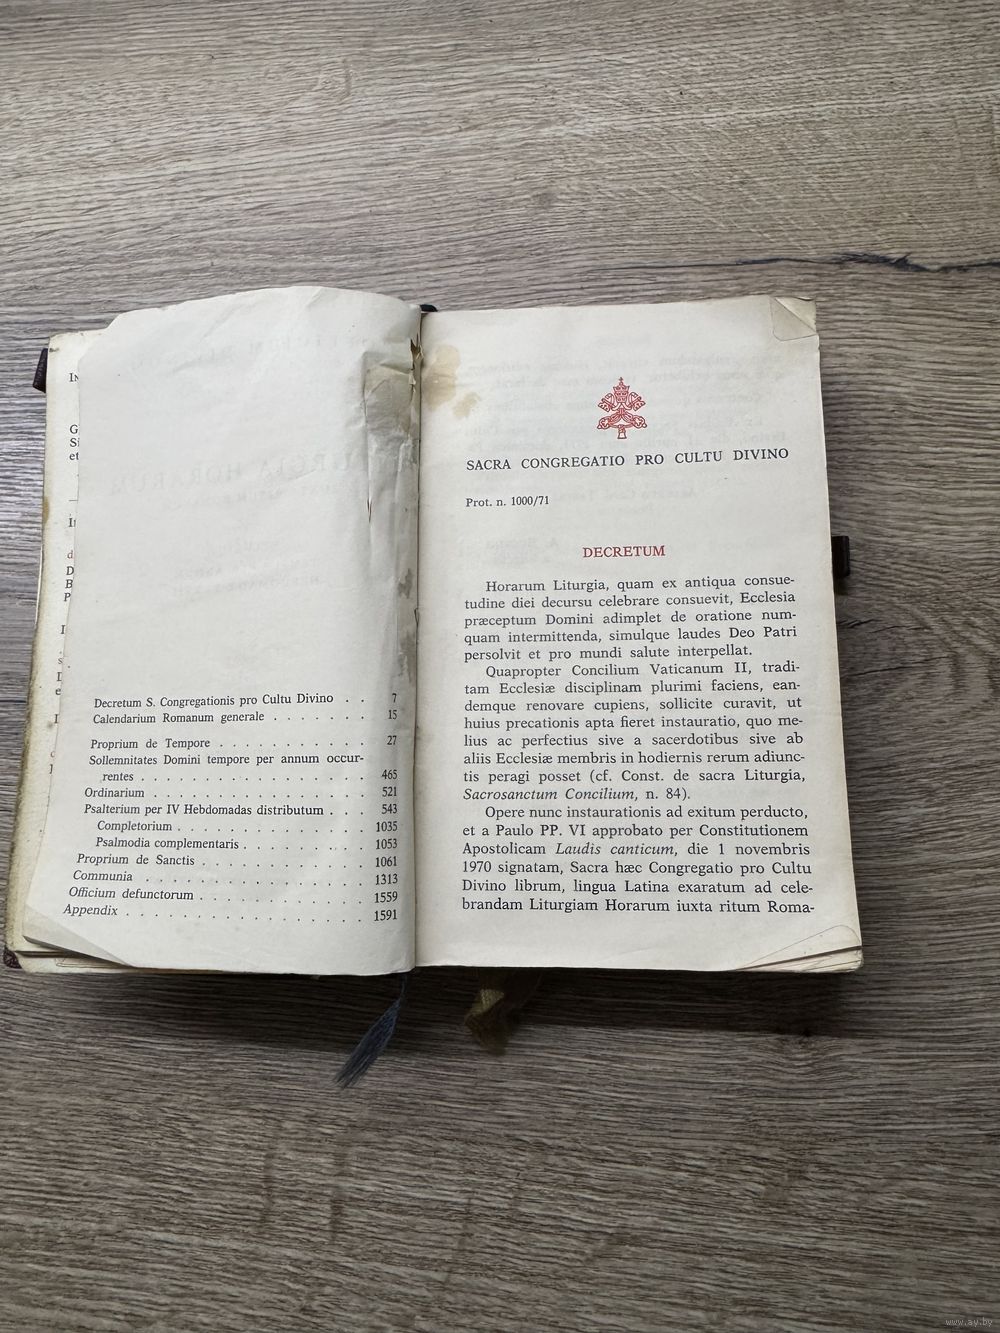 Decretum S. Congregationis pro Cultu Divino . . 7
Calendarium Romanum generale . . . . . . . 15
Proprium de Tempore . . . . . . . . . . . 27
Sollemnitates Domini tempore per annum occur-
rentes . . . . . . . . . . . . . . . . 465
Ordinarium . . . . . . . . . . . . . . . 521
Psalterium per IV Hebdomadas distributum . . . 543
Completorium . . . . . . . . . . . . . 1035
Psalmodia complementaris . . . . . . . . . 1053
Proprium de Sanctis . . . . . . . . . . . . 1061
Communia . . . . . . . . . . . . . . . . 1313
Officium defunctorum . . . . . . . . . . . . 1559
Appendix . . . . . . . . . . . . . . . . . 1591
SACRA CONGREGATIO PRO CULTU DIVINO
Prot. n. 1000/71
DECRETUM
Horarum Liturgia, quam ex antiqua consue-
tudine diei decursu celebrare consuevit, Ecclesia
præceptum Domini adimplet de oratione num-
quam intermittenda, simulque laudes Deo Patri
persolvit et pro mundi salute interpellat.
Quapropter Concilium Vaticanum II, tradi-
tam Ecclesiæ disciplinam plurimi faciens, ean-
demque renovare cupiens, sollicite curavit, ut
huius precationis apta fieret instauratio, quo me-
lius ac perfectius sive a sacerdotibus sive ab
aliis Ecclesiæ membris in hodiernis rerum adiunc-
tis peragi posset (cf. Const. de sacra Liturgia,
Sacrosanctum Concilium, n. 84).
Opere nunc instaurationis ad exitum perducto,
et a Paulo PP. VI approbato per Constitutionem
Apostolicam Laudis canticum, die 1 novembris
1970 signatam, Sacra hæc Congregatio pro Cultu
Divino librum, lingua Latina exaratum ad cele-
brandam Liturgiam Horarum iuxta ritum Roma-
www.ay.by